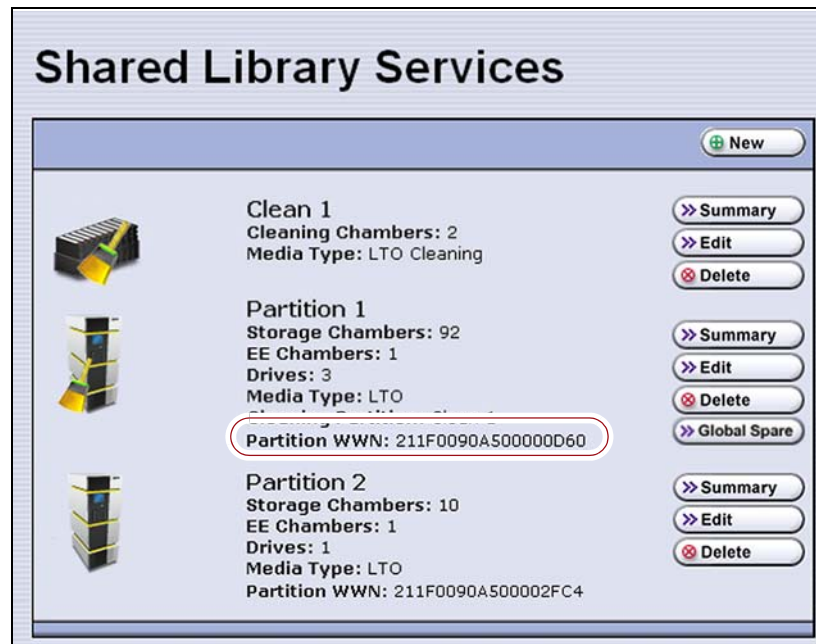 Shared Library Services
New
Clean 1
Cleaning Chambers: 2
Media Type: LTO Cleaning
Summary
Edit
Delete
Partition 1
Storage Chambers: 92
EE Chambers: 1
Drives: 3
Media Type: LTO
Partition WWN: 211F0090A500000D60
Summary
Edit
Delete
Global Spare
Partition 2
Storage Chambers: 10
EE Chambers: 1
Drives: 1
Media Type: LTO
Partition WWN: 211F0090A500002FC4
Summary
Edit
Delete